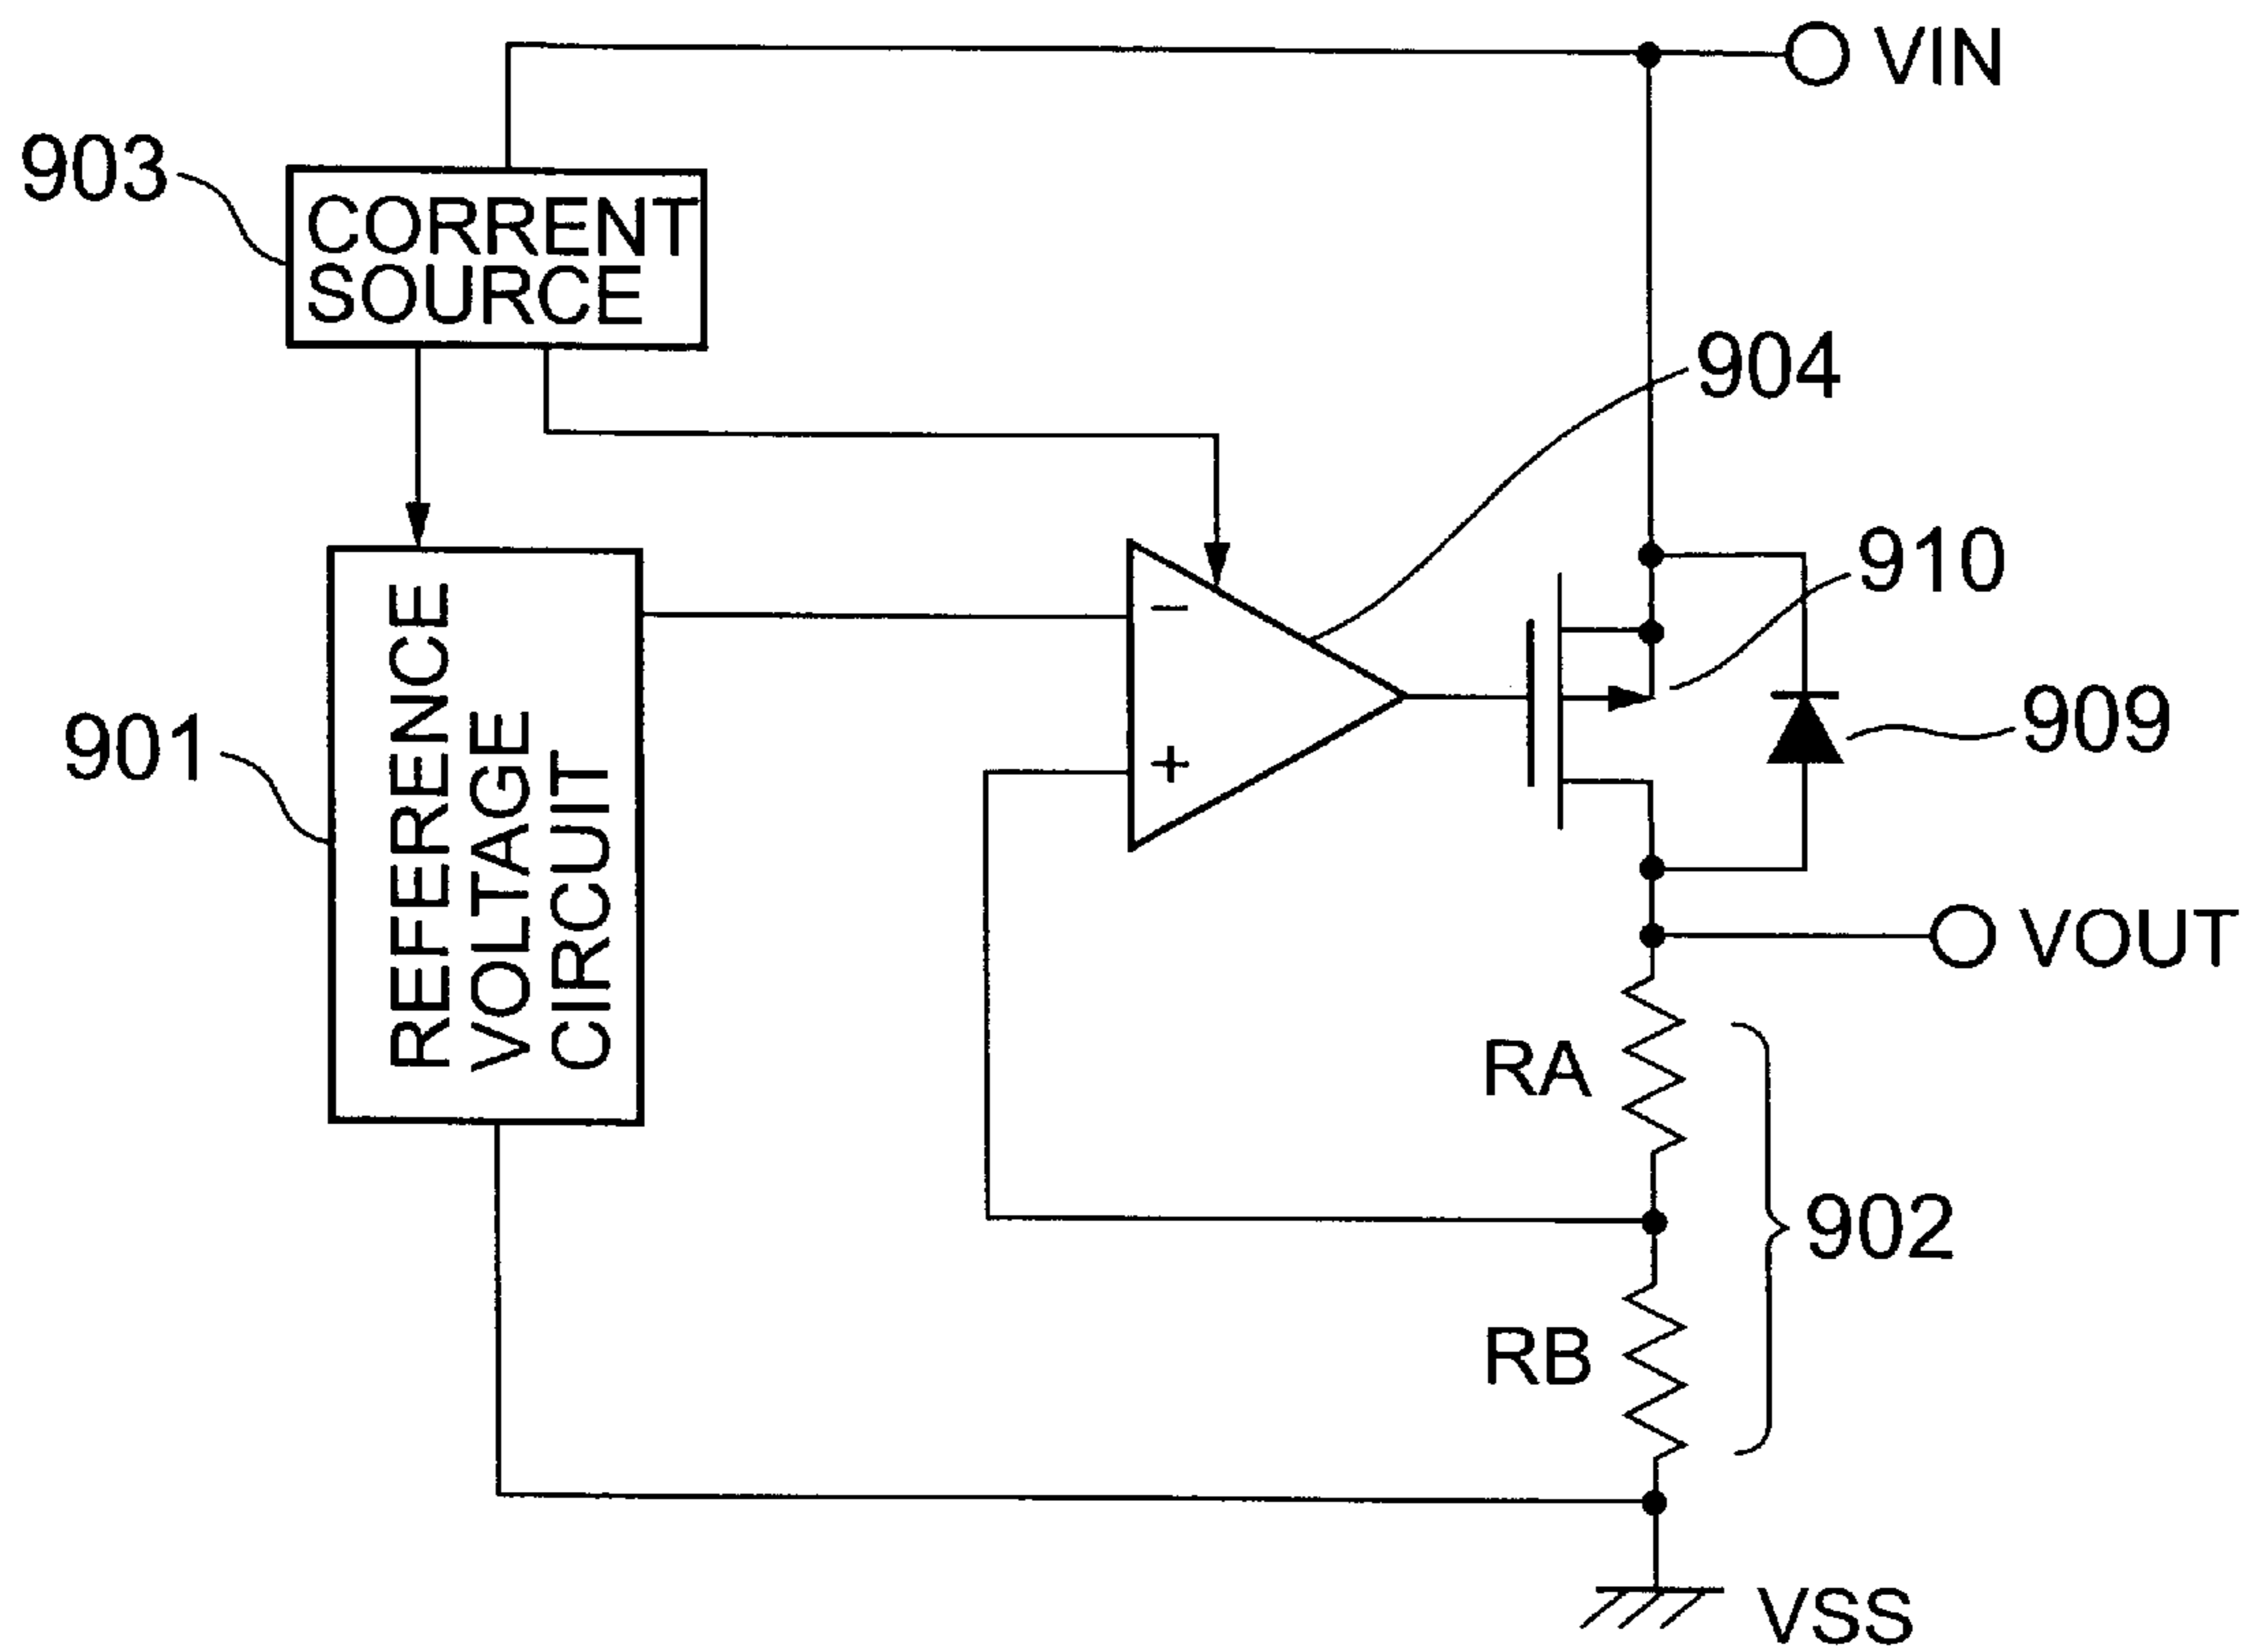 VIN
903
CORRENT
SOURCE
904
910
−
901
REFERENCE
VOLTAGE
CIRCUIT
909
+
VOUT
RA
902
RB
VSS